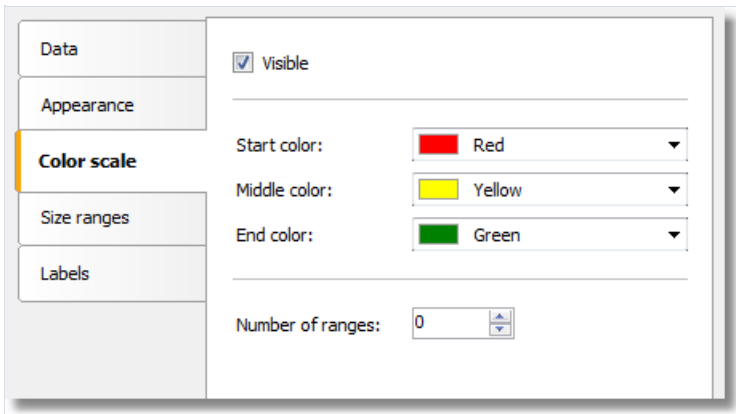 Data
Appearance
Color scale
Size ranges
Labels
Visible
Start color: Red
Middle color: Yellow
End color: Green
Number of ranges: 0